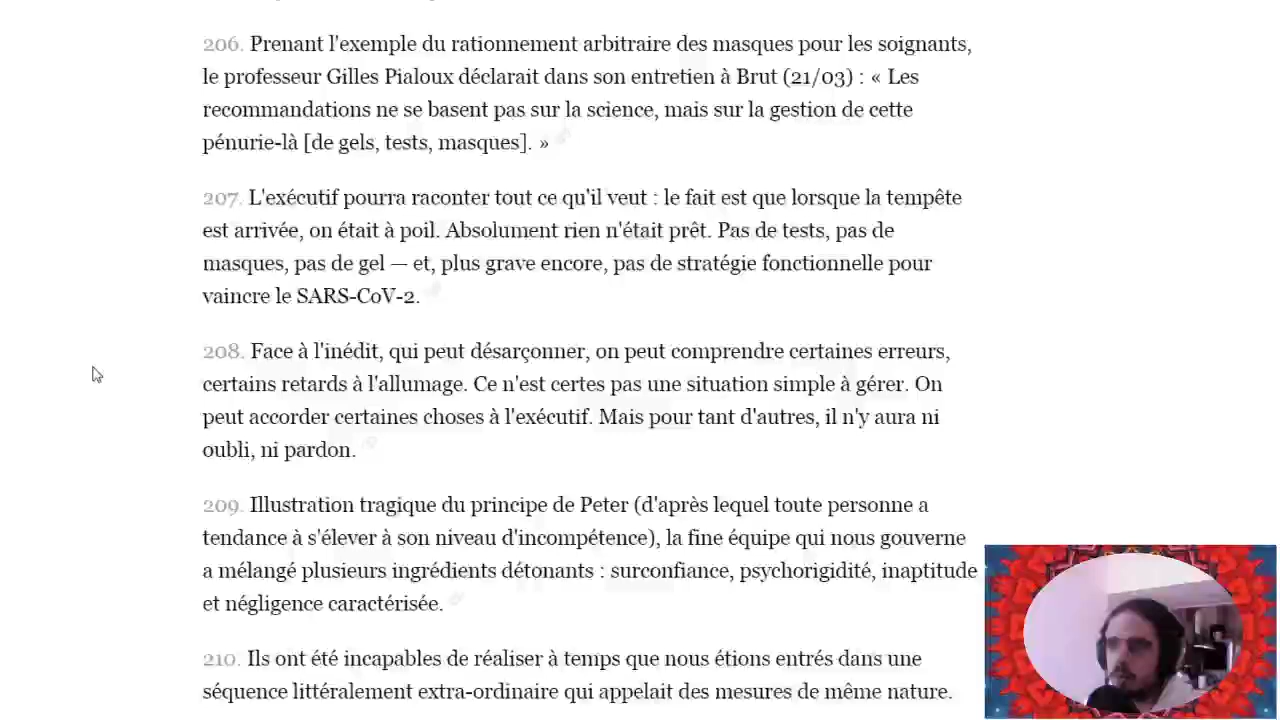 206. Prenant l'exemple du rationnement arbitraire des masques pour les soignants,
le professeur Gilles Pialoux déclarait dans son entretien à Brut (21/03) : « Les
recommandations ne se basent pas sur la science, mais sur la gestion de cette
pénurie-là [de gels, tests, masques]. »
207. L'exécutif pourra raconter tout ce qu'il veut : le fait est que lorsque la tempête
est arrivée, on était à poil. Absolument rien n'était prêt. Pas de tests, pas de
masques, pas de gel — et, plus grave encore, pas de stratégie fonctionnelle pour
vaincre le SARS-CoV-2.
208. Face à l'inédit, qui peut désarçonner, on peut comprendre certaines erreurs,
certains retards à l'allumage. Ce n'est certes pas une situation simple à gérer. On
peut accorder certaines choses à l'exécutif. Mais pour tant d'autres, il n'y aura ni
oubli, ni pardon.
209. Illustration tragique du principe de Peter (d'après lequel toute personne a
tendance à s'élever à son niveau d'incompétence), la fine équipe qui nous gouverne
a mélangé plusieurs ingrédients détonants : surconfiance, psychorigidité, inaptitude
et négligence caractérisée.
210. Ils ont été incapables de réaliser à temps que nous étions entrés dans une
séquence littéralement extra-ordinaire qui appelait des mesures de même nature.